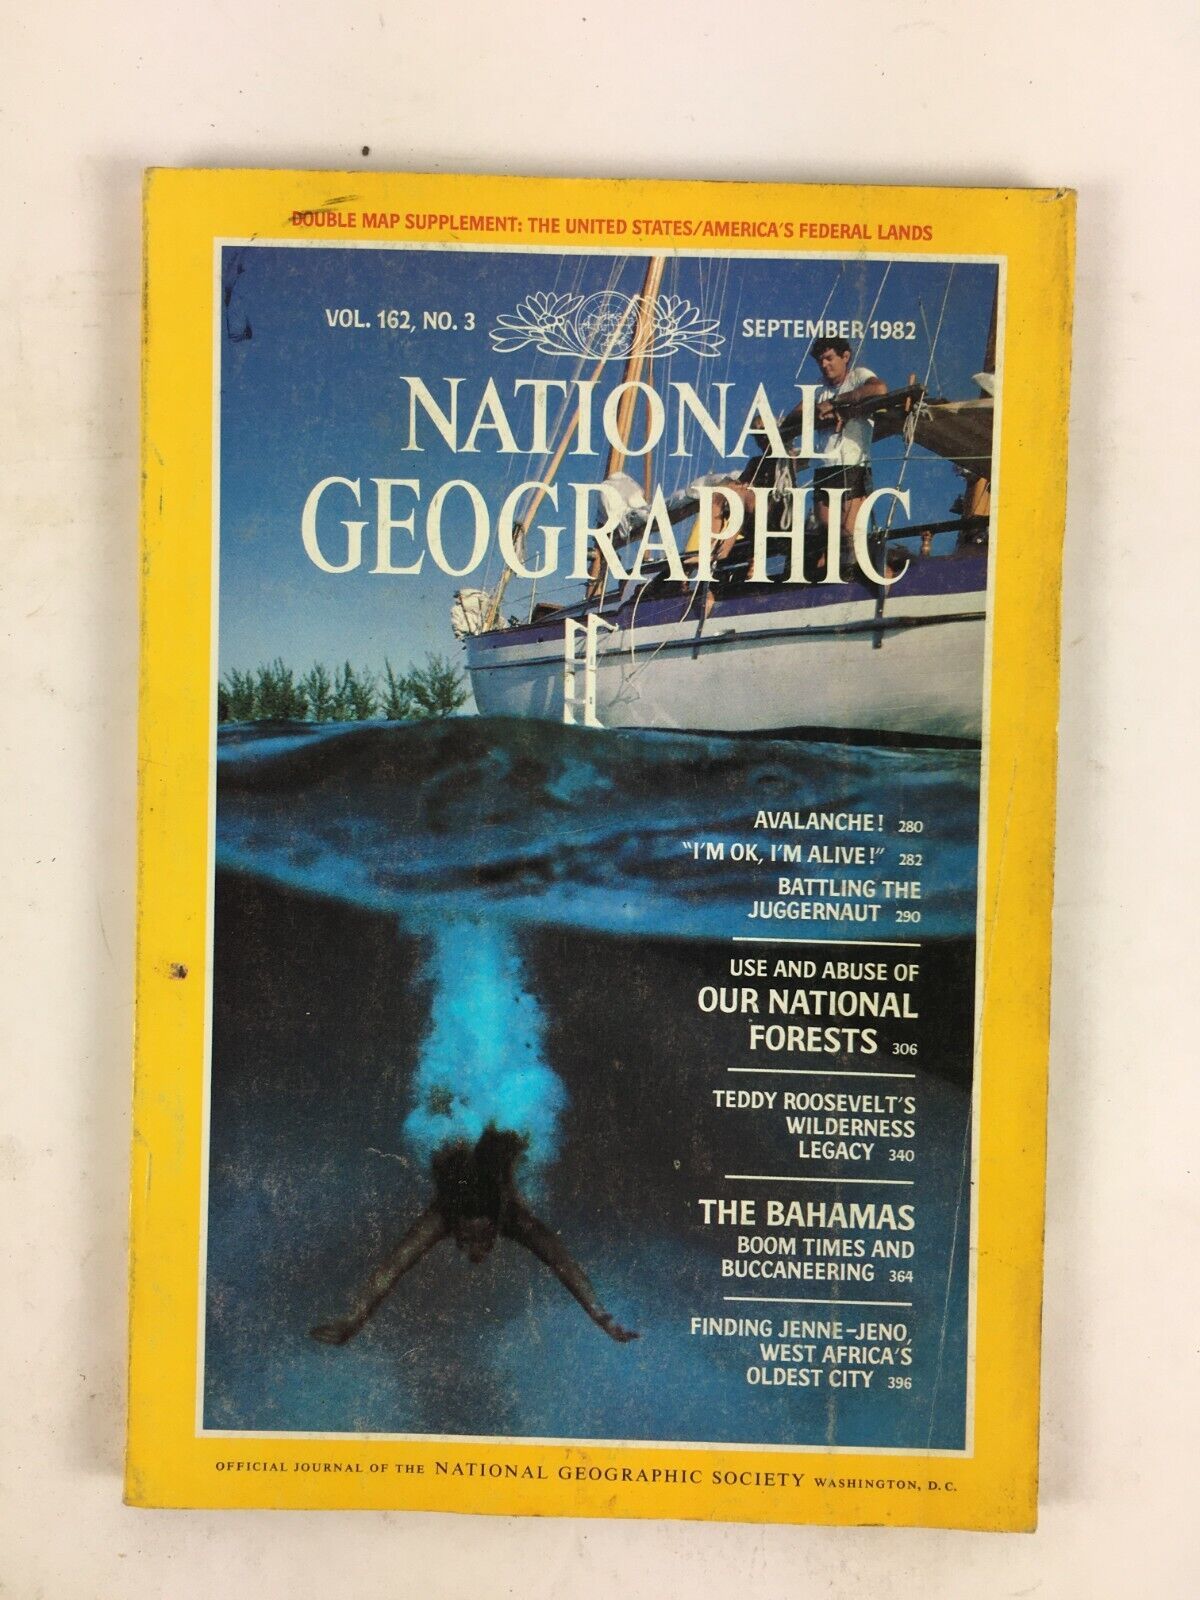 DOUBLE MAP SUPPLEMENT: THE UNITED STATES/AMERICA'S FEDERAL LANDS
VOL. 162, NO. 3
SEPTEMBER 1982
NATIONAL
GEOGRAPHIC
AVALANCHE! 280
"I'M OK, I'M ALIVE!" 282
BATTLING THE
JUGGERNAUT 290
USE AND ABUSE OF
OUR NATIONAL
FORESTS 306
TEDDY ROOSEVELT'S
WILDERNESS
LEGACY 340
THE BAHAMAS
BOOM TIMES AND
BUCCANEERING 364
FINDING JENNE-JENO,
WEST AFRICA'S
OLDEST CITY 396
OFFICIAL JOURNAL OF THE NATIONAL GEOGRAPHIC SOCIETY WASHINGTON, D.C.